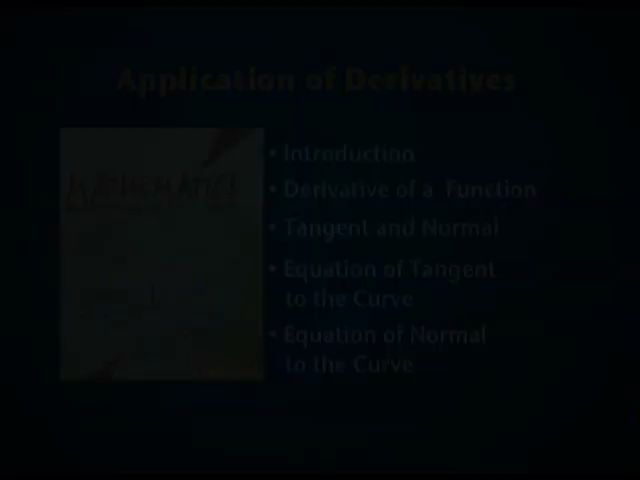 Application of Derivatives
MATHEMATICS
• Introduction
• Derivative of a Function
• Tangent and Normal
• Equation of Tangent
to the Curve
• Equation of Normal
to the Curve